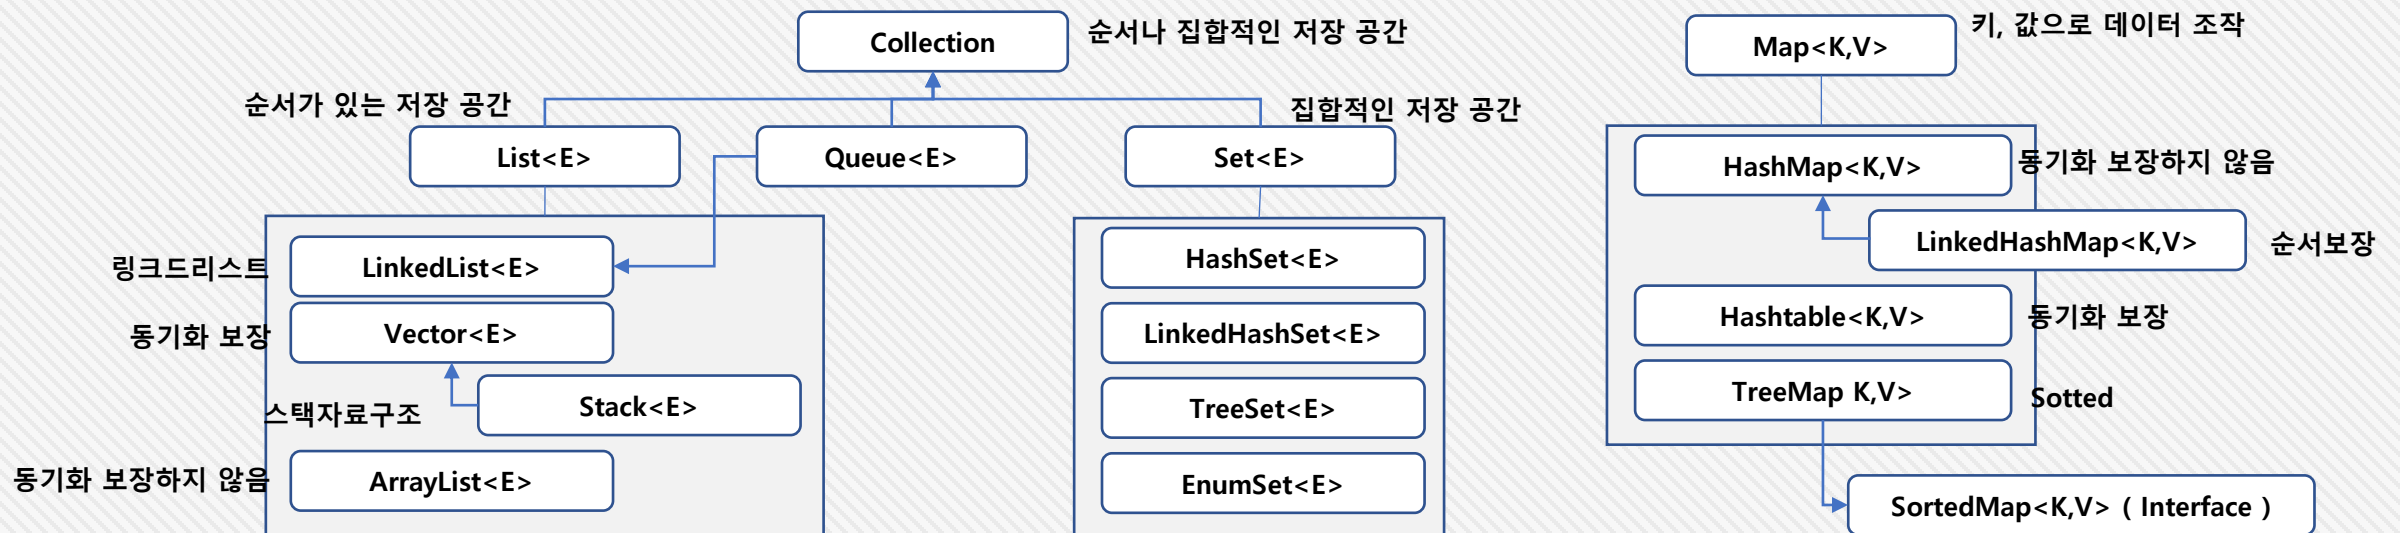 Collection
순서나 집합적인 저장 공간
순서가 있는 저장 공간
집합적인 저장 공간
List<E>
Queue<E>
Set<E>
링크드리스트
LinkedList<E>
동기화 보장
Vector<E>
스택자료구조
Stack<E>
동기화 보장하지 않음
ArrayList<E>
HashSet<E>
LinkedHashSet<E>
TreeSet<E>
EnumSet<E>
Map<K,V>
키, 값으로 데이터 조작
HashMap<K,V>
동기화 보장하지 않음
LinkedHashMap<K,V>
순서보장
Hashtable<K,V>
동기화 보장
TreeMap K,V>
Sotted
SortedMap<K,V> ( Interface )